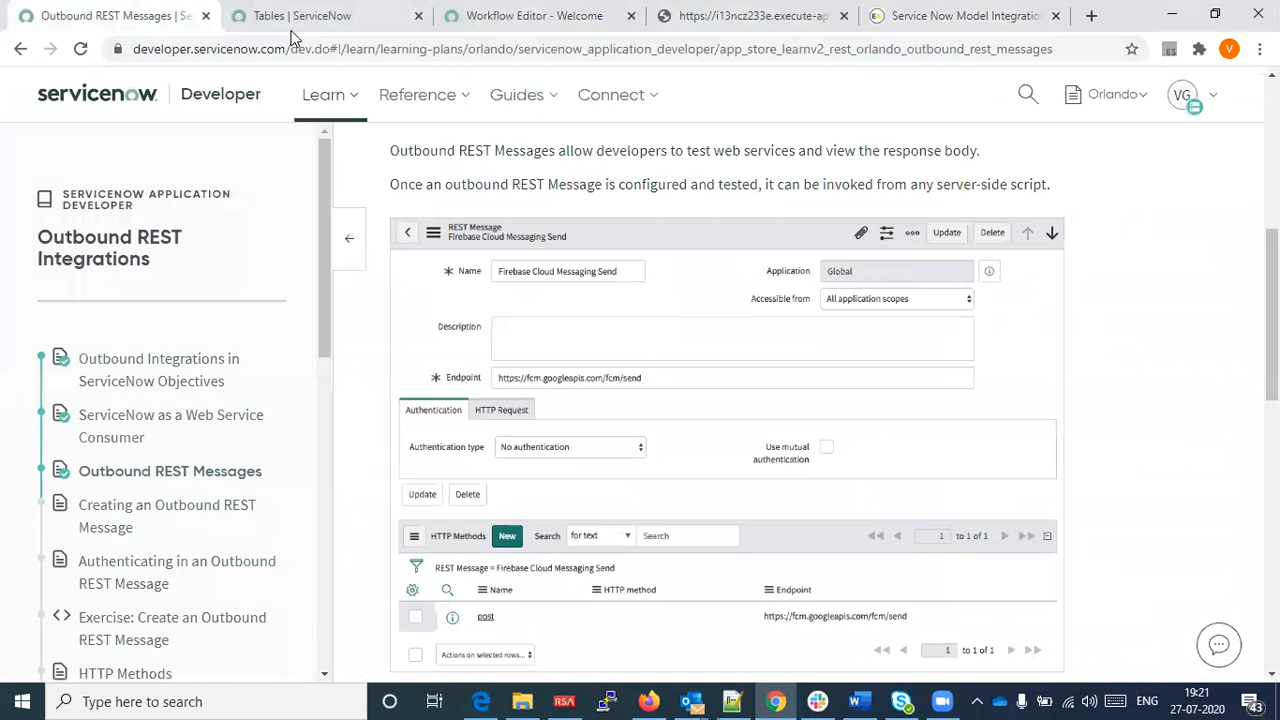 Outbound REST Messages | Se
Tables | ServiceNow
Workflow Editor - Welcome
https://i13ncz233e.execute-ap
Service Now Model Integration
developer.servicenow.com/dev.do#!/learn/learning-plans/orlando/servicenow_application_developer/app_store_learnv2_rest_orlando_outbound_rest_messages
ES
V
servicenow
Developer
Learn
Reference
Guides
Connect
Orlando
VG
SERVICENOW APPLICATION
DEVELOPER
Outbound REST
Integrations
Outbound Integrations in
ServiceNow Objectives
ServiceNow as a Web Service
Consumer
Outbound REST Messages
Creating an Outbound REST
Message
Authenticating in an Outbound
REST Message
Exercise: Create an Outbound
REST Message
HTTP Methods
Outbound REST Messages allow developers to test web services and view the response body.
Once an outbound REST Message is configured and tested, it can be invoked from any server-side script.
REST Message
Firebase Cloud Messaging Send
Update
Delete
Name
Firebase Cloud Messaging Send
Application
Global
Accessible from
All application scopes
Description
Endpoint
https://fcm.googleapis.com/fcm/send
Authentication
HTTP Request
Authentication type
No authentication
Use mutual
authentication
Update
Delete
HTTP Methods
New
Search
for text
Search
1
to 1 of 1
REST Message = Firebase Cloud Messaging Send
Name
HTTP method
Endpoint
post
https://fcm.googleapis.com/fcm/send
Actions on selected rows...
1
to 1 of 1
Type here to search
RSA
ENG
19:21
27-07-2020
43